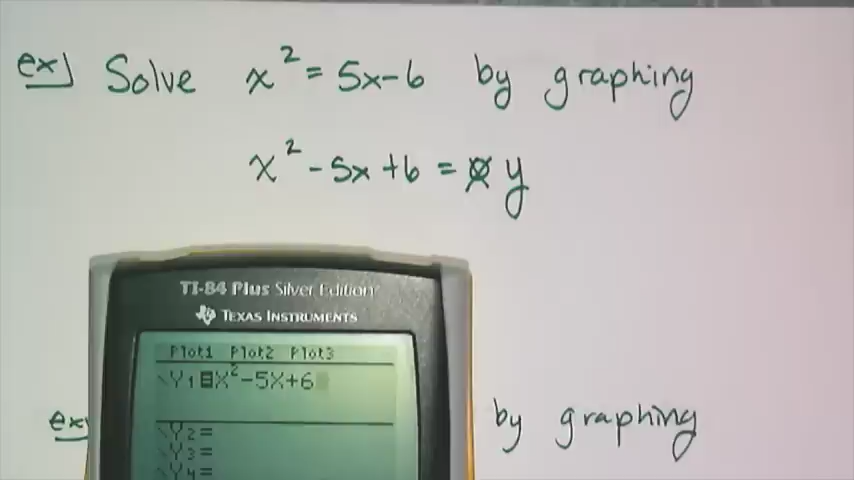 ex) Solve x² = 5x-6 by graphing
x² - 5x + 6 = y
TI-84 Plus Silver Edition
TEXAS INSTRUMENTS
Plot1 Plot2 Plot3
\Y₁=X²-5X+6
\Y₂=
\Y₃=
\Y₄=
ex by graphing